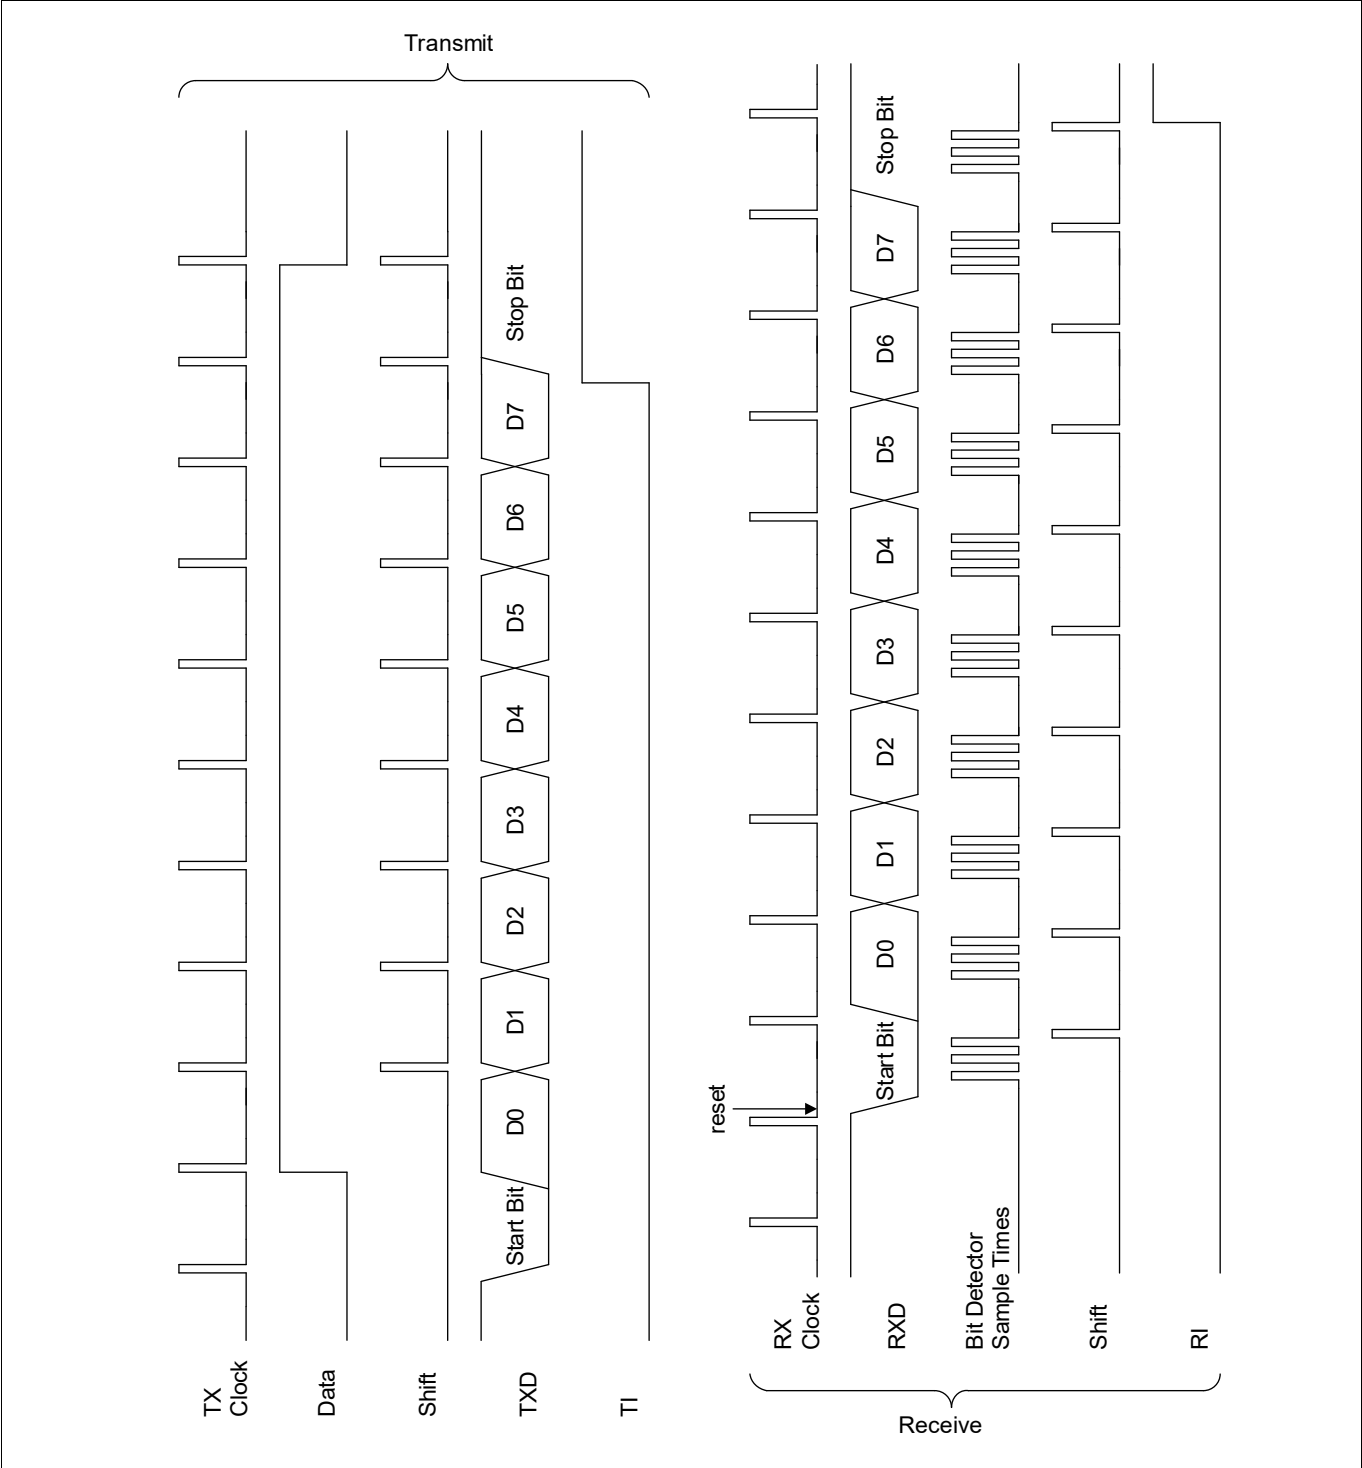 Transmit
TX
Clock
Data
Shift
TXD
Start Bit
D0
D1
D2
D3
D4
D5
D6
D7
Stop Bit
TI
Receive
RX
Clock
reset
RXD
Start Bit
D0
D1
D2
D3
D4
D5
D6
D7
Stop Bit
Bit Detector
Sample Times
Shift
RI